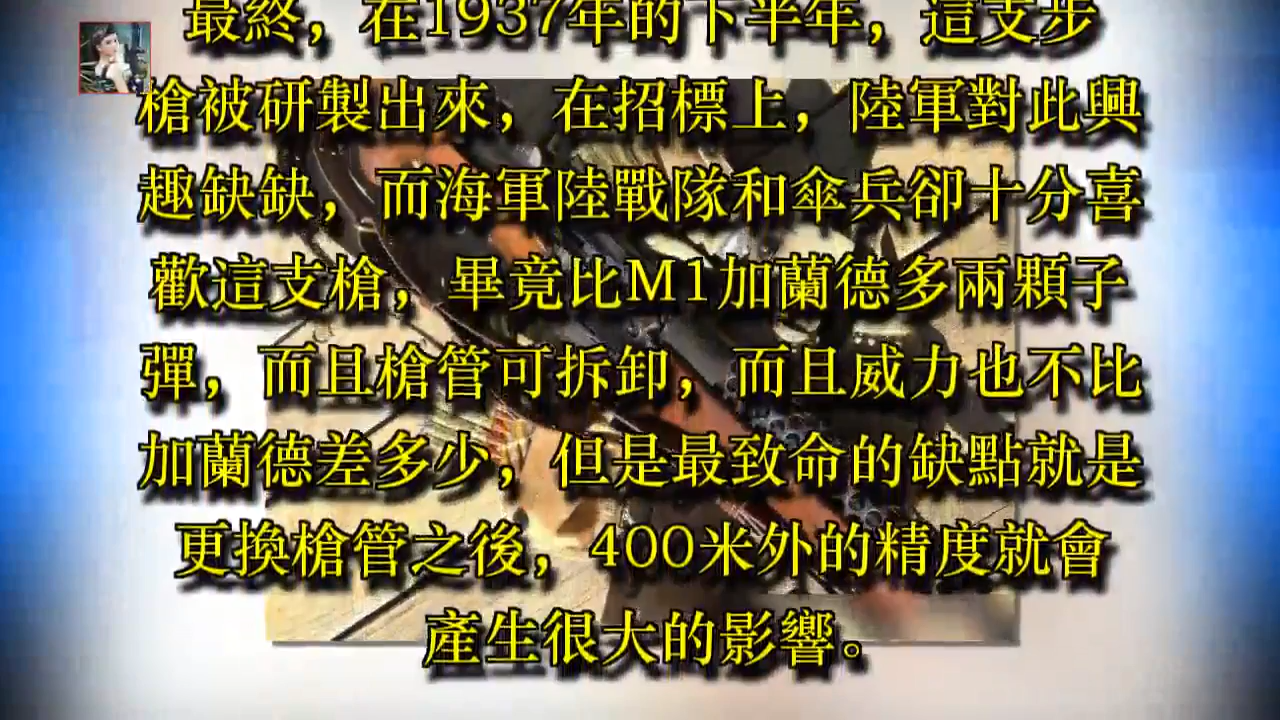 最終，在1937年的下半年，這支步
槍被研製出來，在招標上，陸軍對此興
趣缺缺，而海軍陸戰隊和傘兵卻十分喜
歡這支槍，畢竟比M1加蘭德多兩顆子
彈，而且槍管可拆卸，而且威力也不比
加蘭德差多少，但是最致命的缺點就是
更換槍管之後，400米外的精度就會
產生很大的影響。